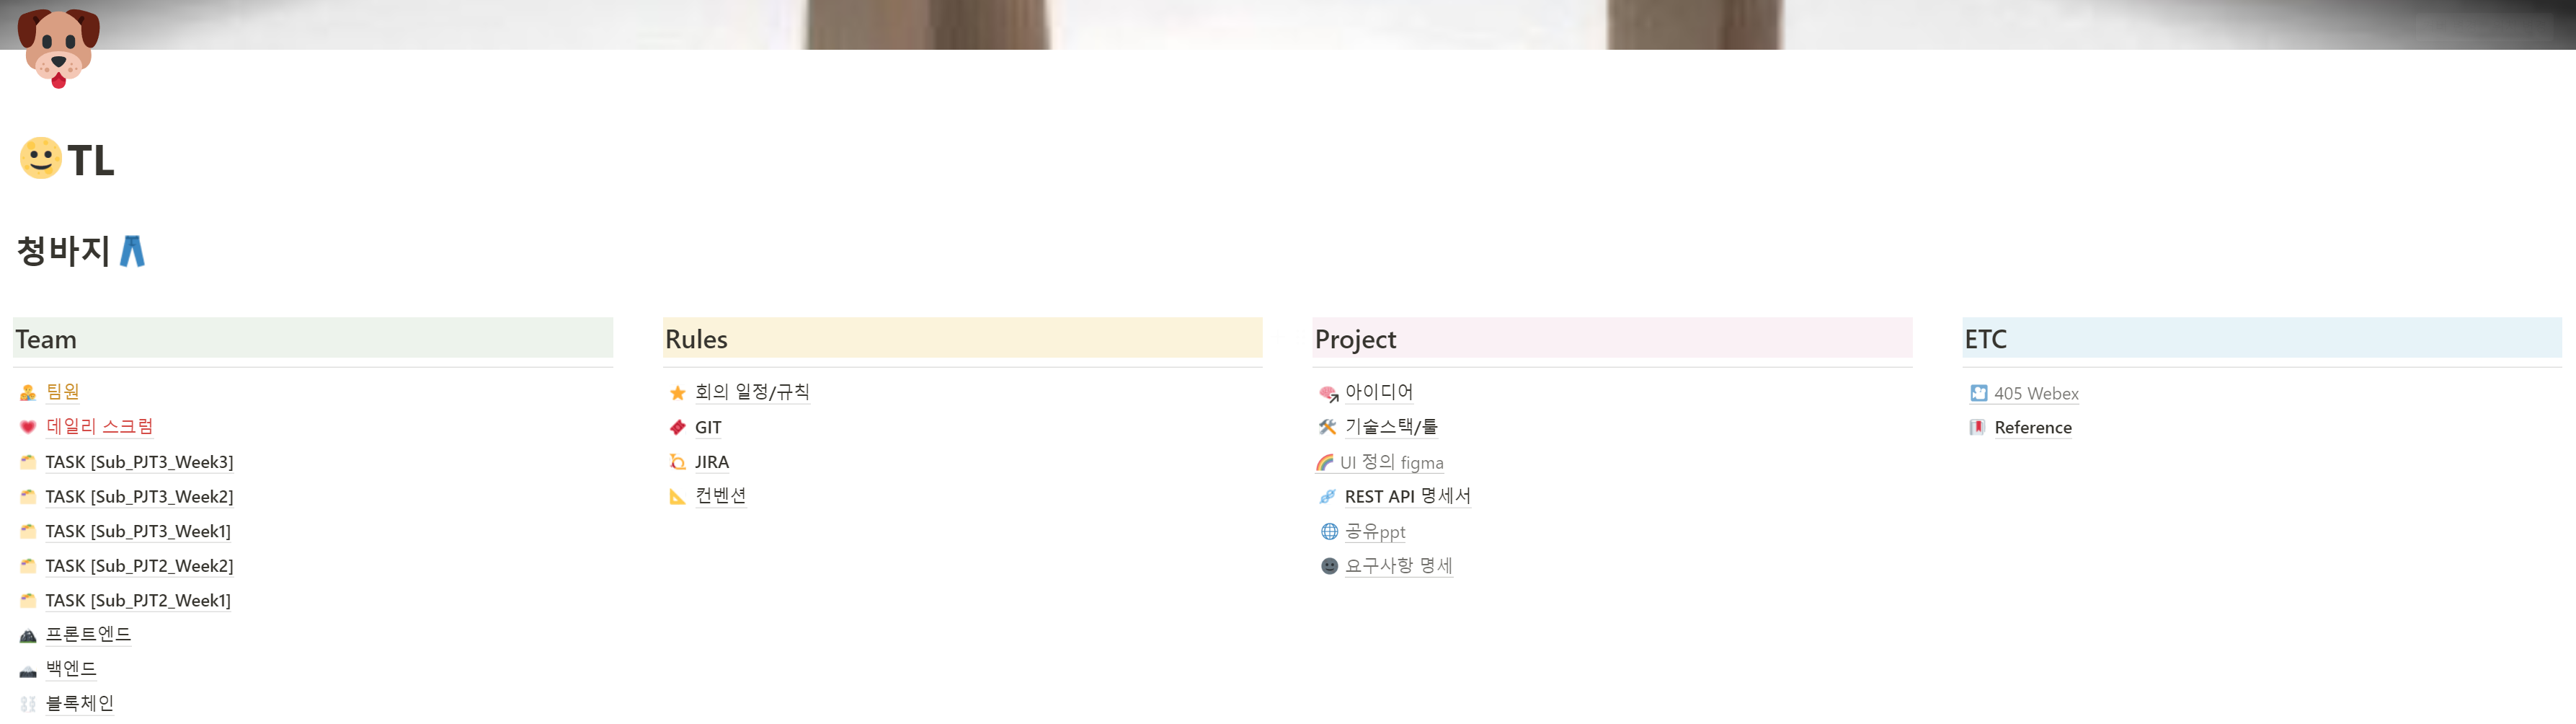 TL
청바지
Team
팀원
데일리 스크럼
TASK [Sub_PJT3_Week3]
TASK [Sub_PJT3_Week2]
TASK [Sub_PJT3_Week1]
TASK [Sub_PJT2_Week2]
TASK [Sub_PJT2_Week1]
프론트엔드
백엔드
블록체인
Rules
회의 일정/규칙
GIT
JIRA
컨벤션
Project
아이디어
기술스택/툴
UI 정의 figma
REST API 명세서
공유ppt
요구사항 명세
ETC
405 Webex
Reference